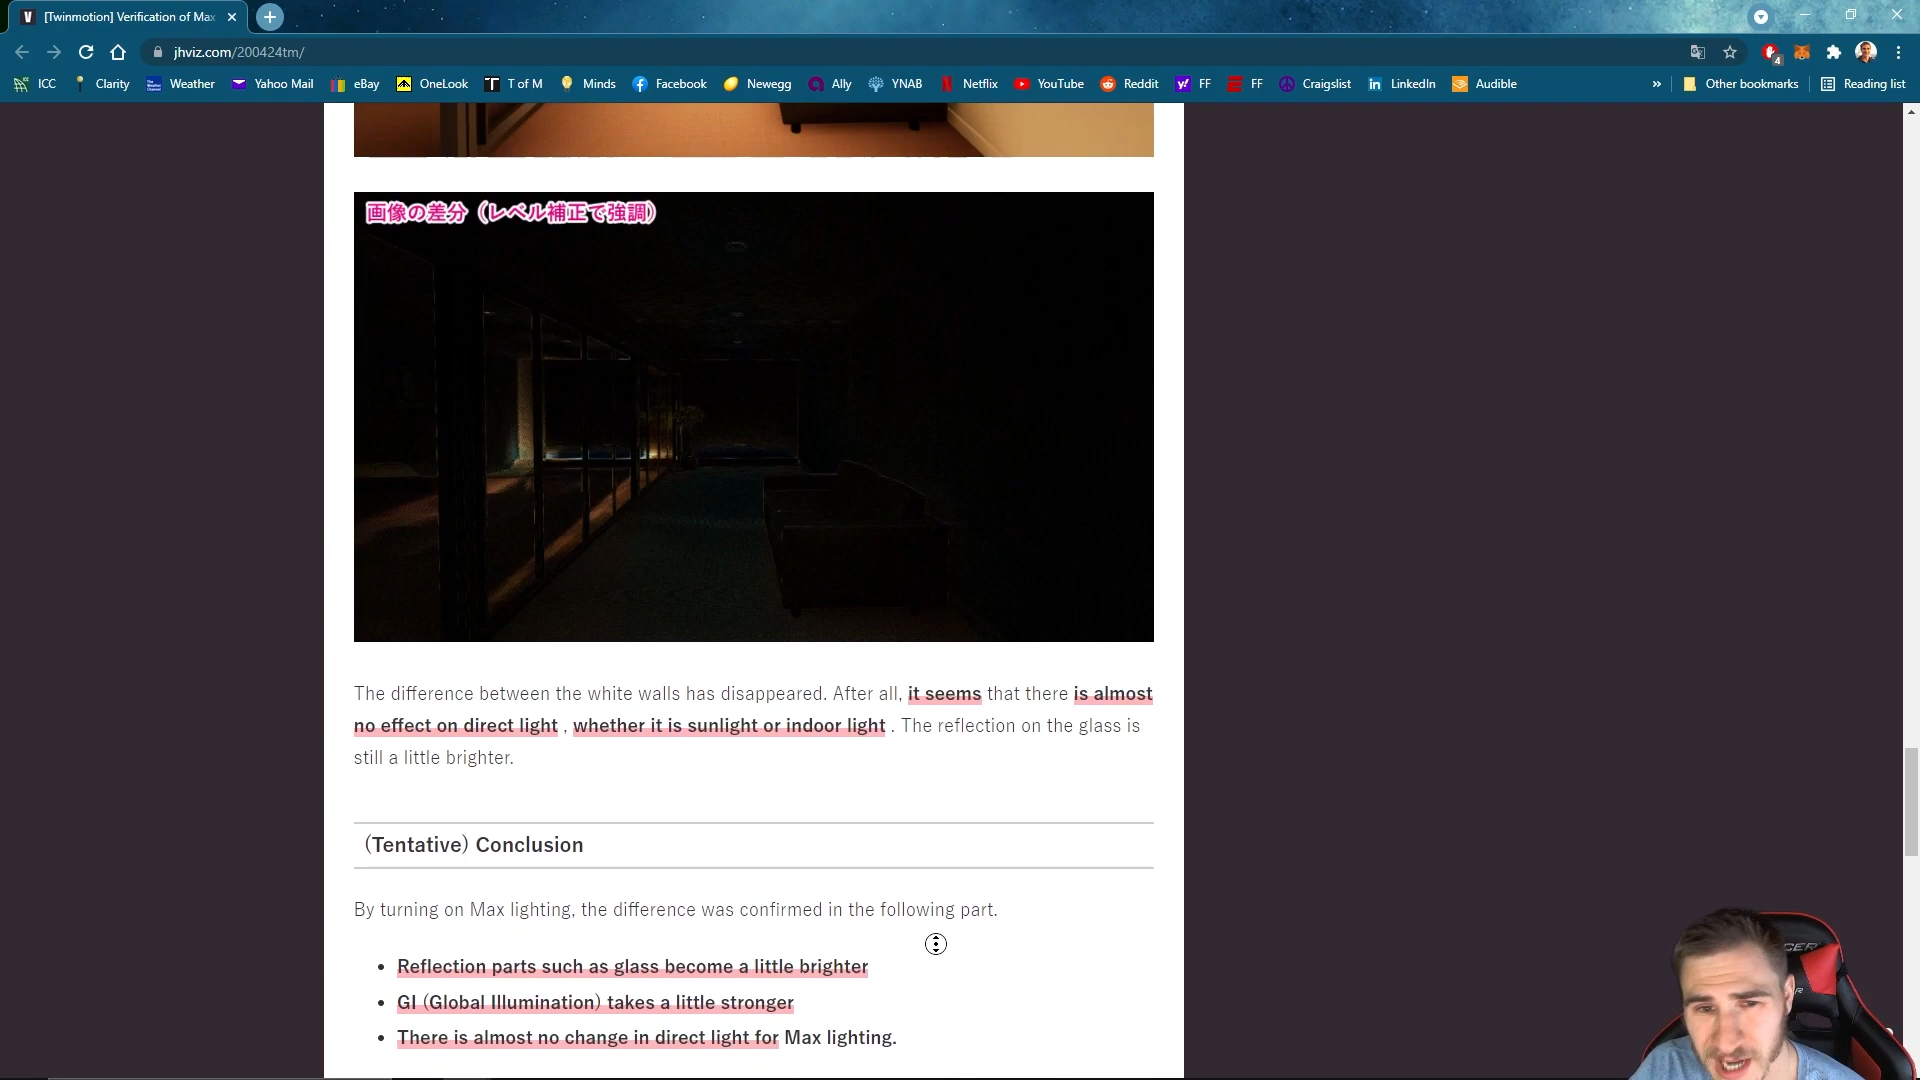 [Twinmotion] Verification of Max
jhviz.com/200424tm/
4
ICC
Clarity
Weather
Yahoo Mail
eBay
OneLook
T of M
Minds
Facebook
Newegg
Ally
YNAB
Netflix
YouTube
Reddit
FF
FF
Craigslist
LinkedIn
Audible
»
Other bookmarks
Reading list
画像の差分（レベル補正で強調）
The difference between the white walls has disappeared. After all, it seems that there is almost
no effect on direct light , whether it is sunlight or indoor light . The reflection on the glass is
still a little brighter.
(Tentative) Conclusion
By turning on Max lighting, the difference was confirmed in the following part.
• Reflection parts such as glass become a little brighter
• GI (Global Illumination) takes a little stronger
• There is almost no change in direct light for Max lighting.